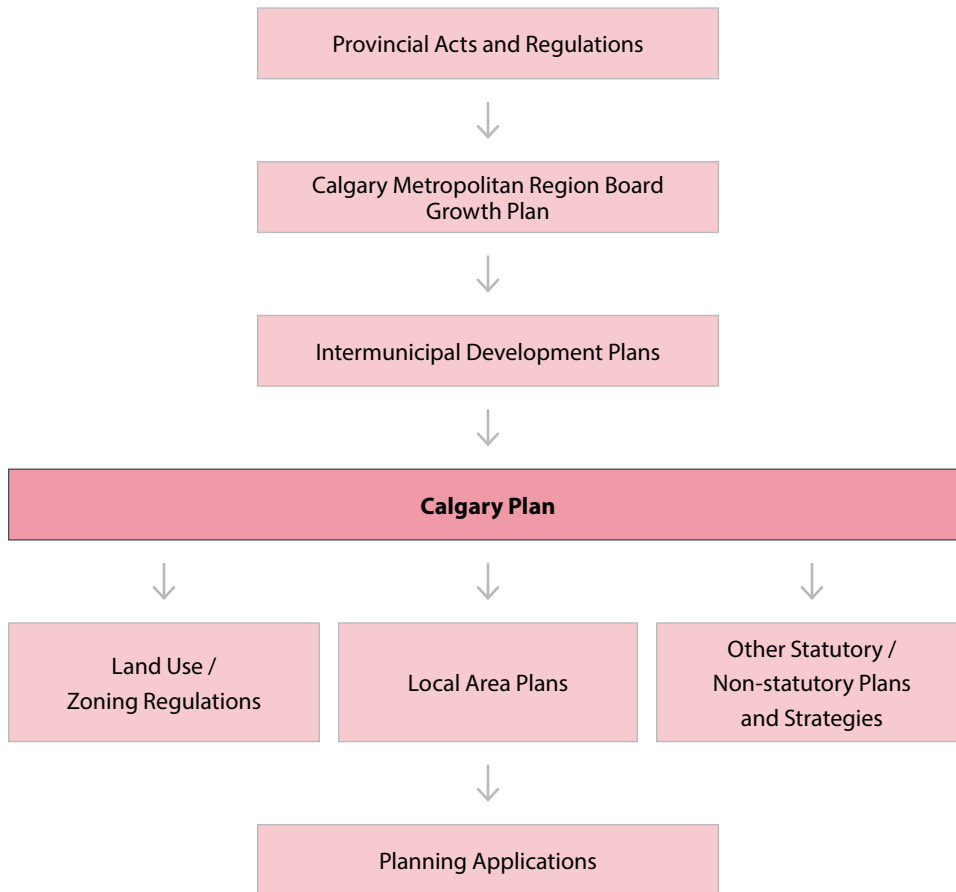 Provincial Acts and Regulations
Calgary Metropolitan Region Board
Growth Plan
Intermunicipal Development Plans
Calgary Plan
Land Use /
Zoning Regulations
Local Area Plans
Other Statutory /
Non-statutory Plans
and Strategies
Planning Applications